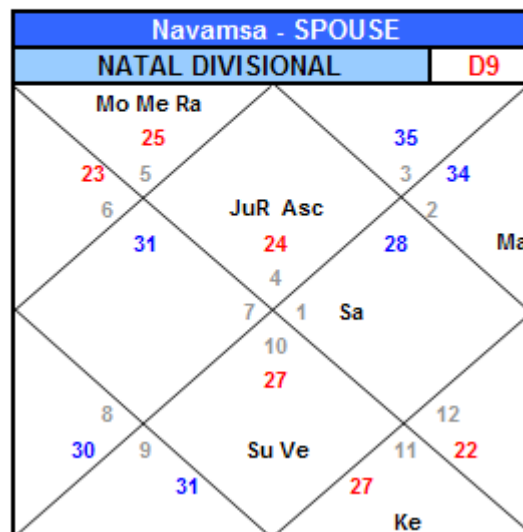 Navamsa - SPOUSE
NATAL DIVISIONAL D9
Mo Me Ra
25 35
23 5 3 34
6 JuR Asc 2
31 24 28 Ma
4
7 1 Sa
10
27
8 12
30 9 Su Ve 11 22
31 27
Ke